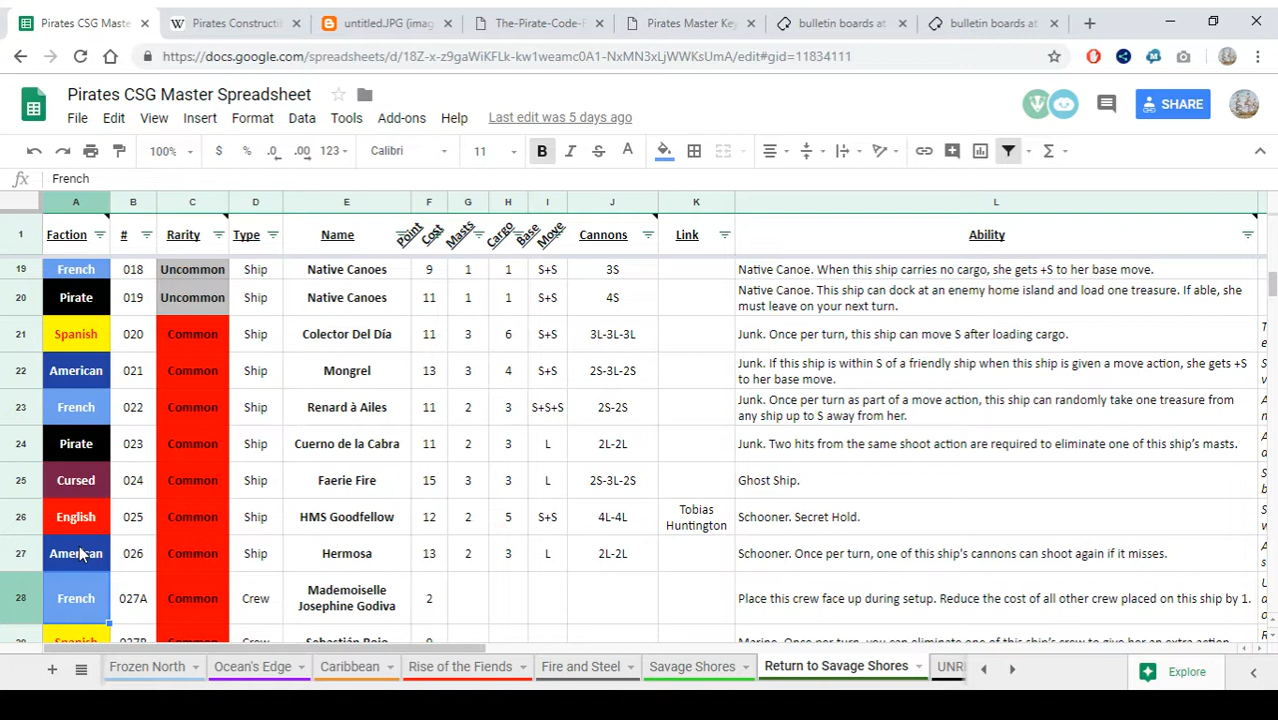 Pirates CSG Maste
Pirates Constructi
untitled.JPG (imag
The-Pirate-Code-F
Pirates Master Key
bulletin boards at
bulletin boards at
https://docs.google.com/spreadsheets/d/18Z-x-z9gaWiKFLk-kw1weamc0A1-NxMN3xLjWWKsUmA/edit#gid=11834111
Pirates CSG Master Spreadsheet
SHARE
File Edit View Insert Format Data Tools Add-ons Help Last edit was 5 days ago
100% $ % .0 .00 123 Calibri 11 B I S A
fx French
A B C D E F G H I J K L
1 Faction # Rarity Type Name Point Cost Masts Cargo Base Move Cannons Link Ability
19 French 018 Uncommon Ship Native Canoes 9 1 1 S+S 3S Native Canoe. When this ship carries no cargo, she gets +S to her base move.
20 Pirate 019 Uncommon Ship Native Canoes 11 1 1 S+S 4S Native Canoe. This ship can dock at an enemy home island and load one treasure. If able, she
must leave on your next turn.
21 Spanish 020 Common Ship Colector Del Día 11 3 6 S+S 3L-3L-3L Junk. Once per turn, this ship can move S after loading cargo.
22 American 021 Common Ship Mongrel 13 3 4 S+S 2S-3L-2S Junk. If this ship is within S of a friendly ship when this ship is given a move action, she gets +S
to her base move.
23 French 022 Common Ship Renard à Ailes 11 2 3 S+S+S 2S-2S Junk. Once per turn as part of a move action, this ship can randomly take one treasure from
any ship up to S away from her.
24 Pirate 023 Common Ship Cuerno de la Cabra 11 2 3 L 2L-2L Junk. Two hits from the same shoot action are required to eliminate one of this ship's masts.
25 Cursed 024 Common Ship Faerie Fire 15 3 3 L 2S-3L-2S Ghost Ship.
26 English 025 Common Ship HMS Goodfellow 12 2 5 S+S 4L-4L Tobias
Huntington Schooner. Secret Hold.
27 American 026 Common Ship Hermosa 13 2 3 L 2L-2L Schooner. Once per turn, one of this ship's cannons can shoot again if it misses.
28 French 027A Common Crew Mademoiselle
Josephine Godiva 2 Place this crew face up during setup. Reduce the cost of all other crew placed on this ship by 1.
Frozen North Ocean's Edge Caribbean Rise of the Fiends Fire and Steel Savage Shores Return to Savage Shores UNR
Explore